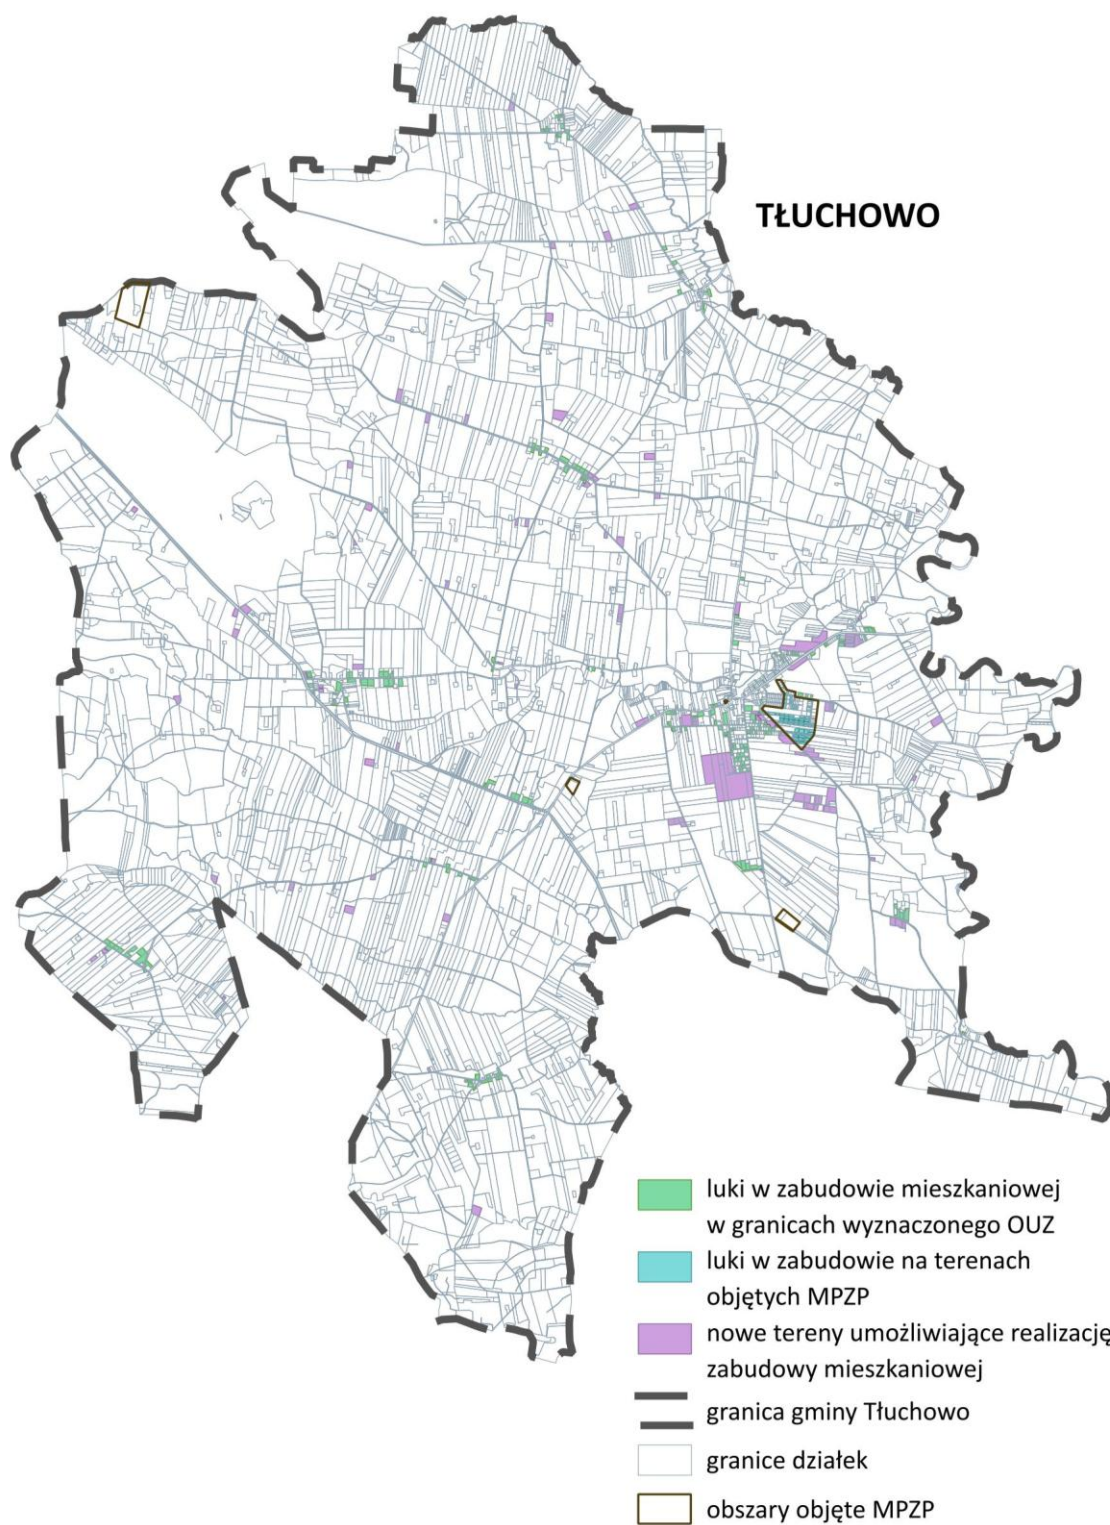 TŁUCHOWO
luki w zabudowie mieszkaniowej
w granicach wyznaczonego OUZ
luki w zabudowie na terenach
objętych MPZP
nowe tereny umożliwiające realizację
zabudowy mieszkaniowej
granica gminy Tłuchowo
granice działek
obszary objęte MPZP